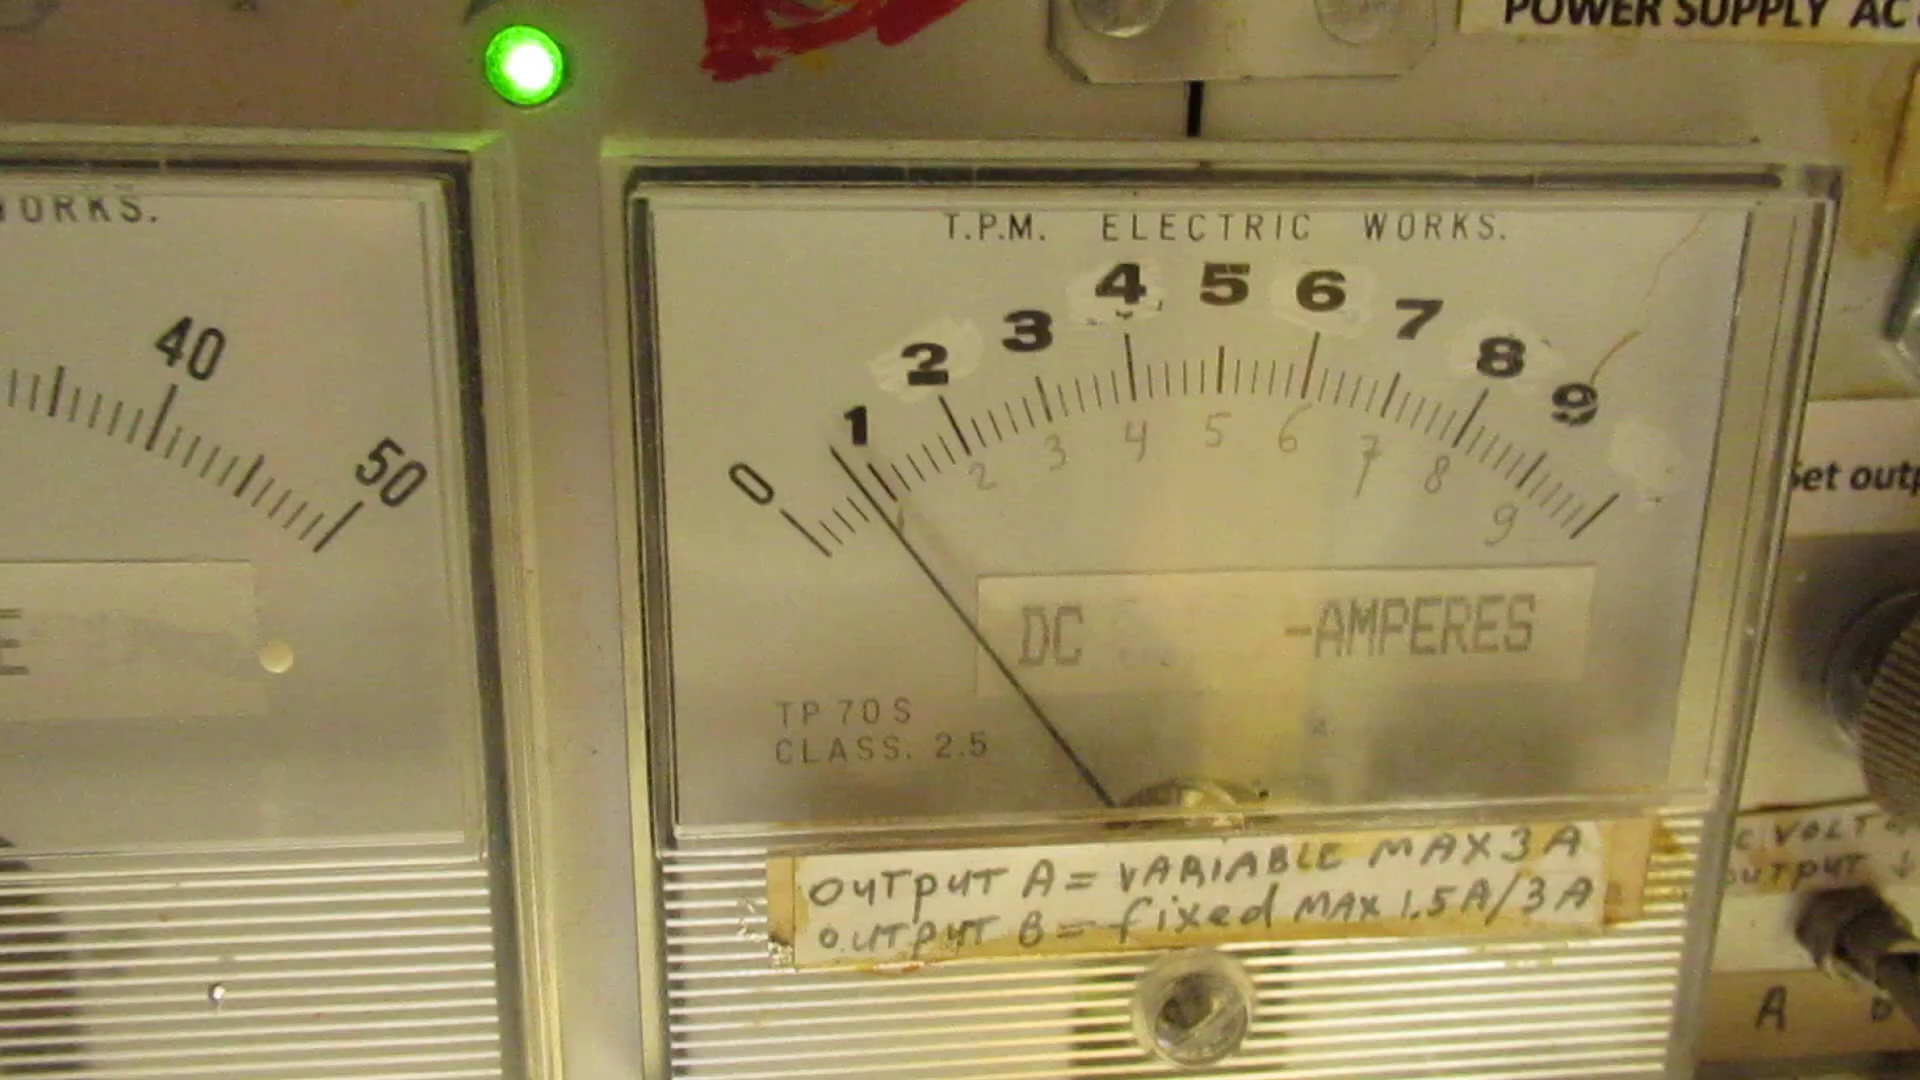 POWER SUPPLY AC
ORKS.
40
50
E
T.P.M. ELECTRIC WORKS.
0 1 2 3 4 5 6 7 8 9
2 3 4 5 6 7 8 9
DC -AMPERES
TP 70 S
CLASS. 2.5
Set outp
OUTPUT A = VARIABLE MAX 3 A
OUTPUT B = fixed MAX 1.5A/3A
C VOLT
OUTPUT ↓
A